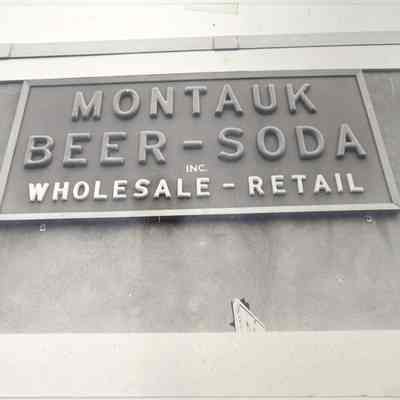 MONTAUK
BEER-SODA
INC.
WHOLESALE - RETAIL